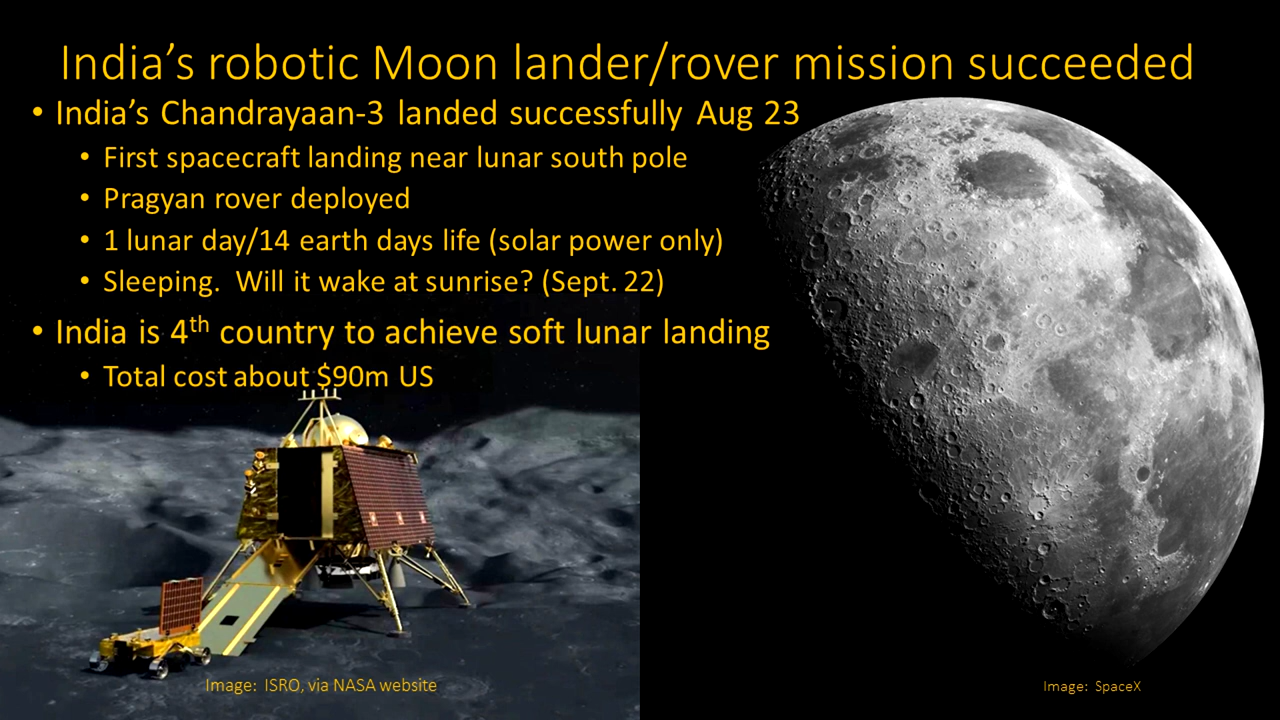 India’s robotic Moon lander/rover mission succeeded
• India’s Chandrayaan-3 landed successfully Aug 23
• First spacecraft landing near lunar south pole
• Pragyan rover deployed
• 1 lunar day/14 earth days life (solar power only)
• Sleeping.  Will it wake at sunrise? (Sept. 22)
• India is 4th country to achieve soft lunar landing
• Total cost about $90m US
Image:  ISRO, via NASA website
Image:  SpaceX